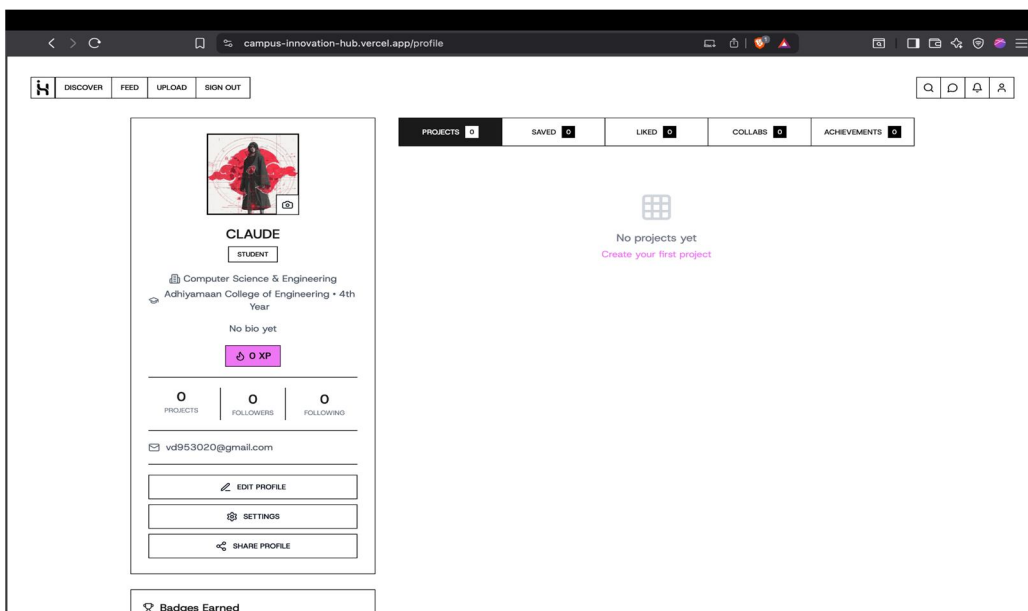 campus-innovation-hub.vercel.app/profile
DISCOVER FEED UPLOAD SIGN OUT
PROJECTS 0 SAVED 0 LIKED 0 COLLABS 0 ACHIEVEMENTS 0
CLAUDE
STUDENT
Computer Science & Engineering
Adhiyamaan College of Engineering • 4th
Year
No bio yet
0 XP
0 0 0
PROJECTS FOLLOWERS FOLLOWING
vd953020@gmail.com
EDIT PROFILE
SETTINGS
SHARE PROFILE
Badges Earned
No projects yet
Create your first project